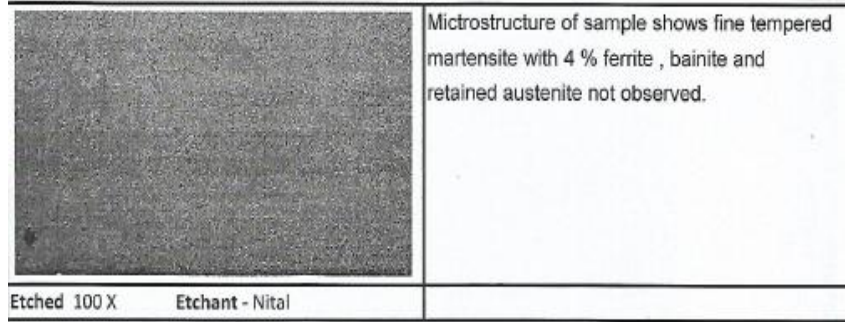 Mictrostructure of sample shows fine tempered
martensite with 4 % ferrite , bainite and
retained austenite not observed.
Etched 100 X Etchant - Nital